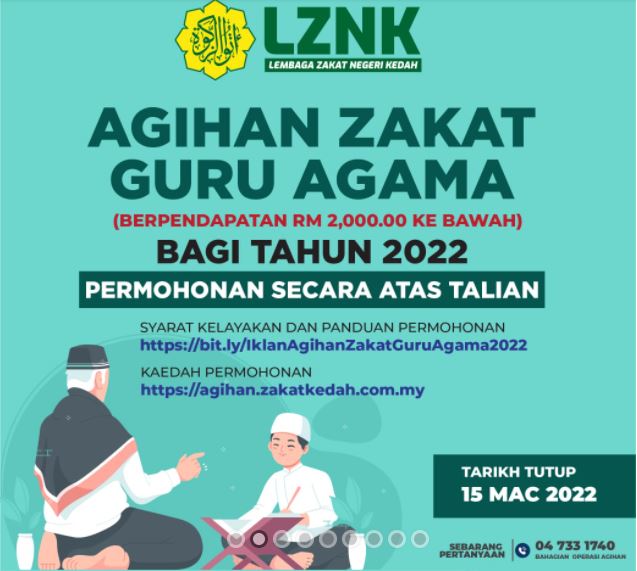 LZNK
LEMBAGA ZAKAT NEGERI KEDAH
AGIHAN ZAKAT
GURU AGAMA
(BERPENDAPATAN RM 2,000.00 KE BAWAH)
BAGI TAHUN 2022
PERMOHONAN SECARA ATAS TALIAN
SYARAT KELAYAKAN DAN PANDUAN PERMOHONAN
https://bit.ly/IklanAgihanZakatGuruAgama2022
KAEDAH PERMOHONAN
https://agihan.zakatkedah.com.my
TARIKH TUTUP
15 MAC 2022
SEBARANG
PERTANYAAN
04 733 1740
BAHAGIAN OPERASI AGIHAN